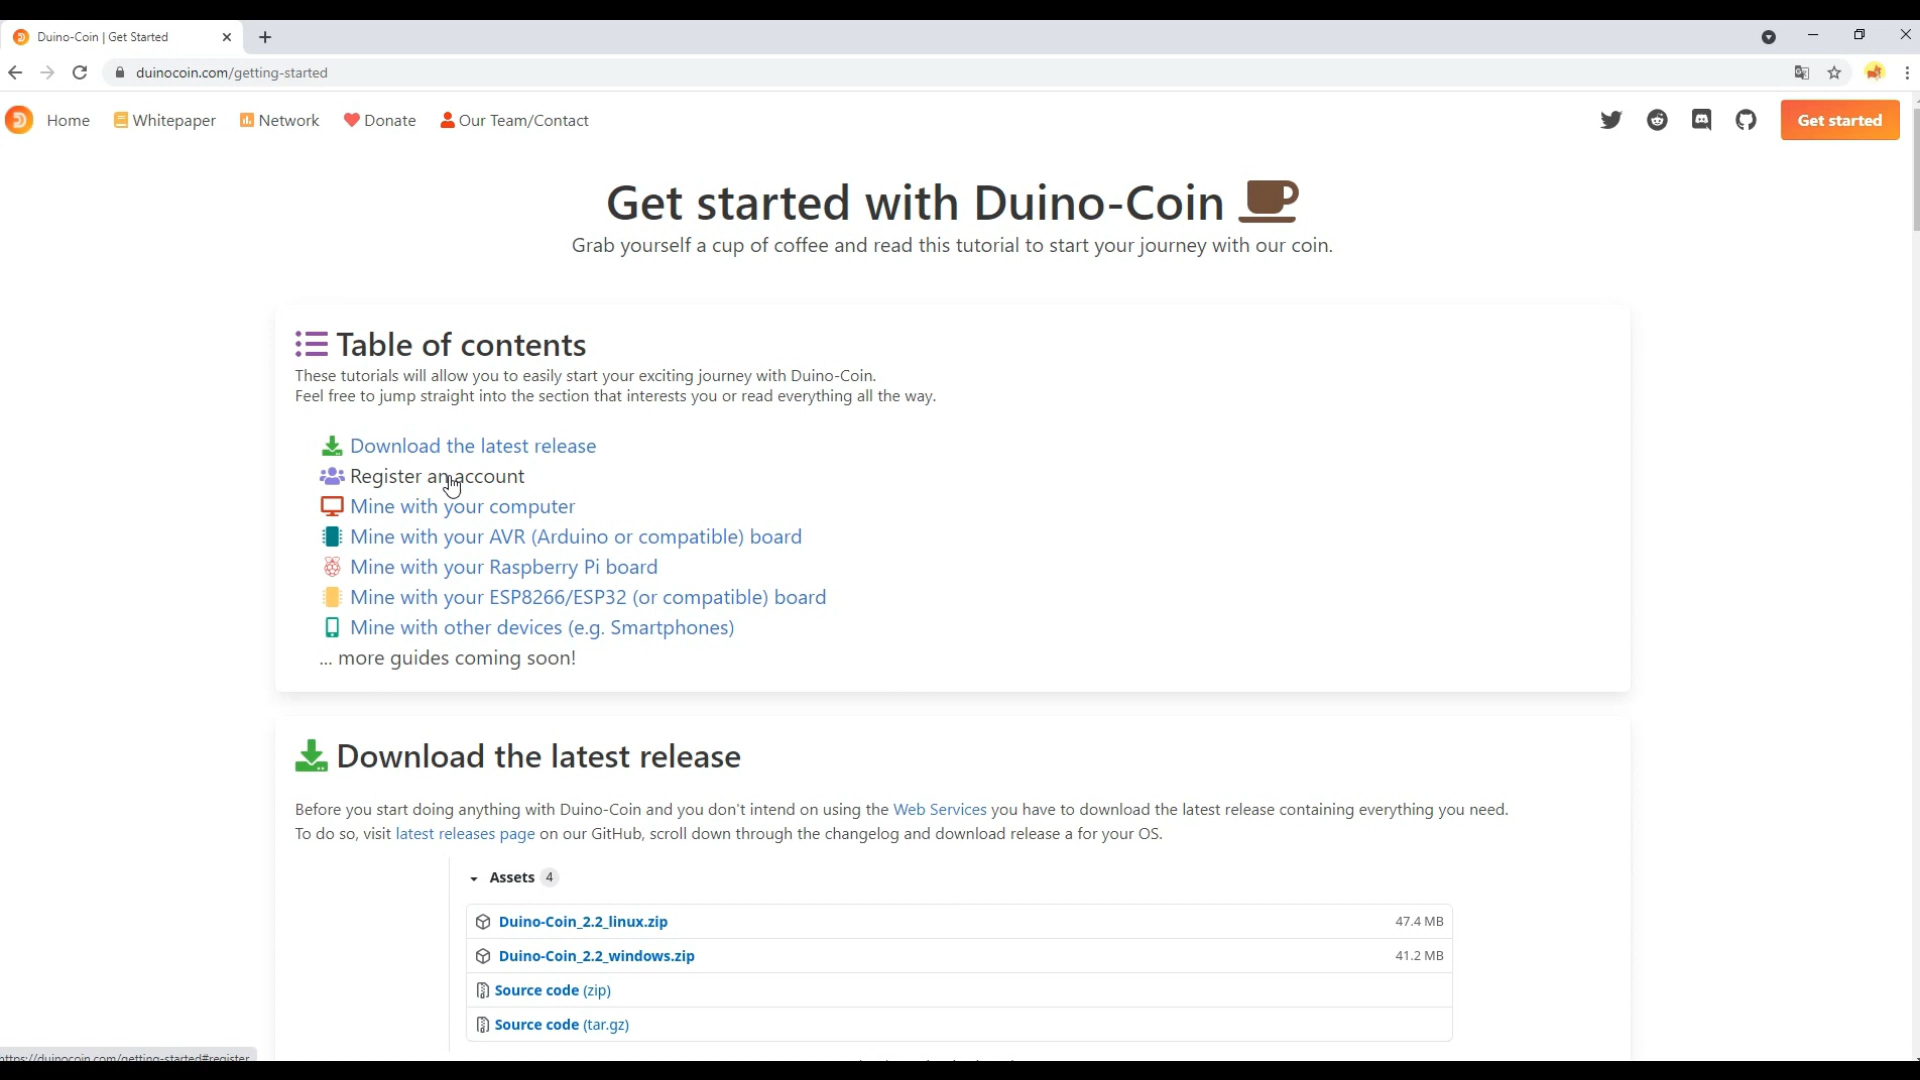 Duino-Coin | Get Started
duinocoin.com/getting-started
Home
Whitepaper
Network
Donate
Our Team/Contact
Get started
Get started with Duino-Coin
Grab yourself a cup of coffee and read this tutorial to start your journey with our coin.
Table of contents
These tutorials will allow you to easily start your exciting journey with Duino-Coin.
Feel free to jump straight into the section that interests you or read everything all the way.
Download the latest release
Register an account
Mine with your computer
Mine with your AVR (Arduino or compatible) board
Mine with your Raspberry Pi board
Mine with your ESP8266/ESP32 (or compatible) board
Mine with other devices (e.g. Smartphones)
... more guides coming soon!
Download the latest release
Before you start doing anything with Duino-Coin and you don't intend on using the Web Services you have to download the latest release containing everything you need.
To do so, visit latest releases page on our GitHub, scroll down through the changelog and download release a for your OS.
Assets 4
Duino-Coin_2.2_linux.zip 47.4 MB
Duino-Coin_2.2_windows.zip 41.2 MB
Source code (zip)
Source code (tar.gz)
https://duinocoin.com/getting-started#register